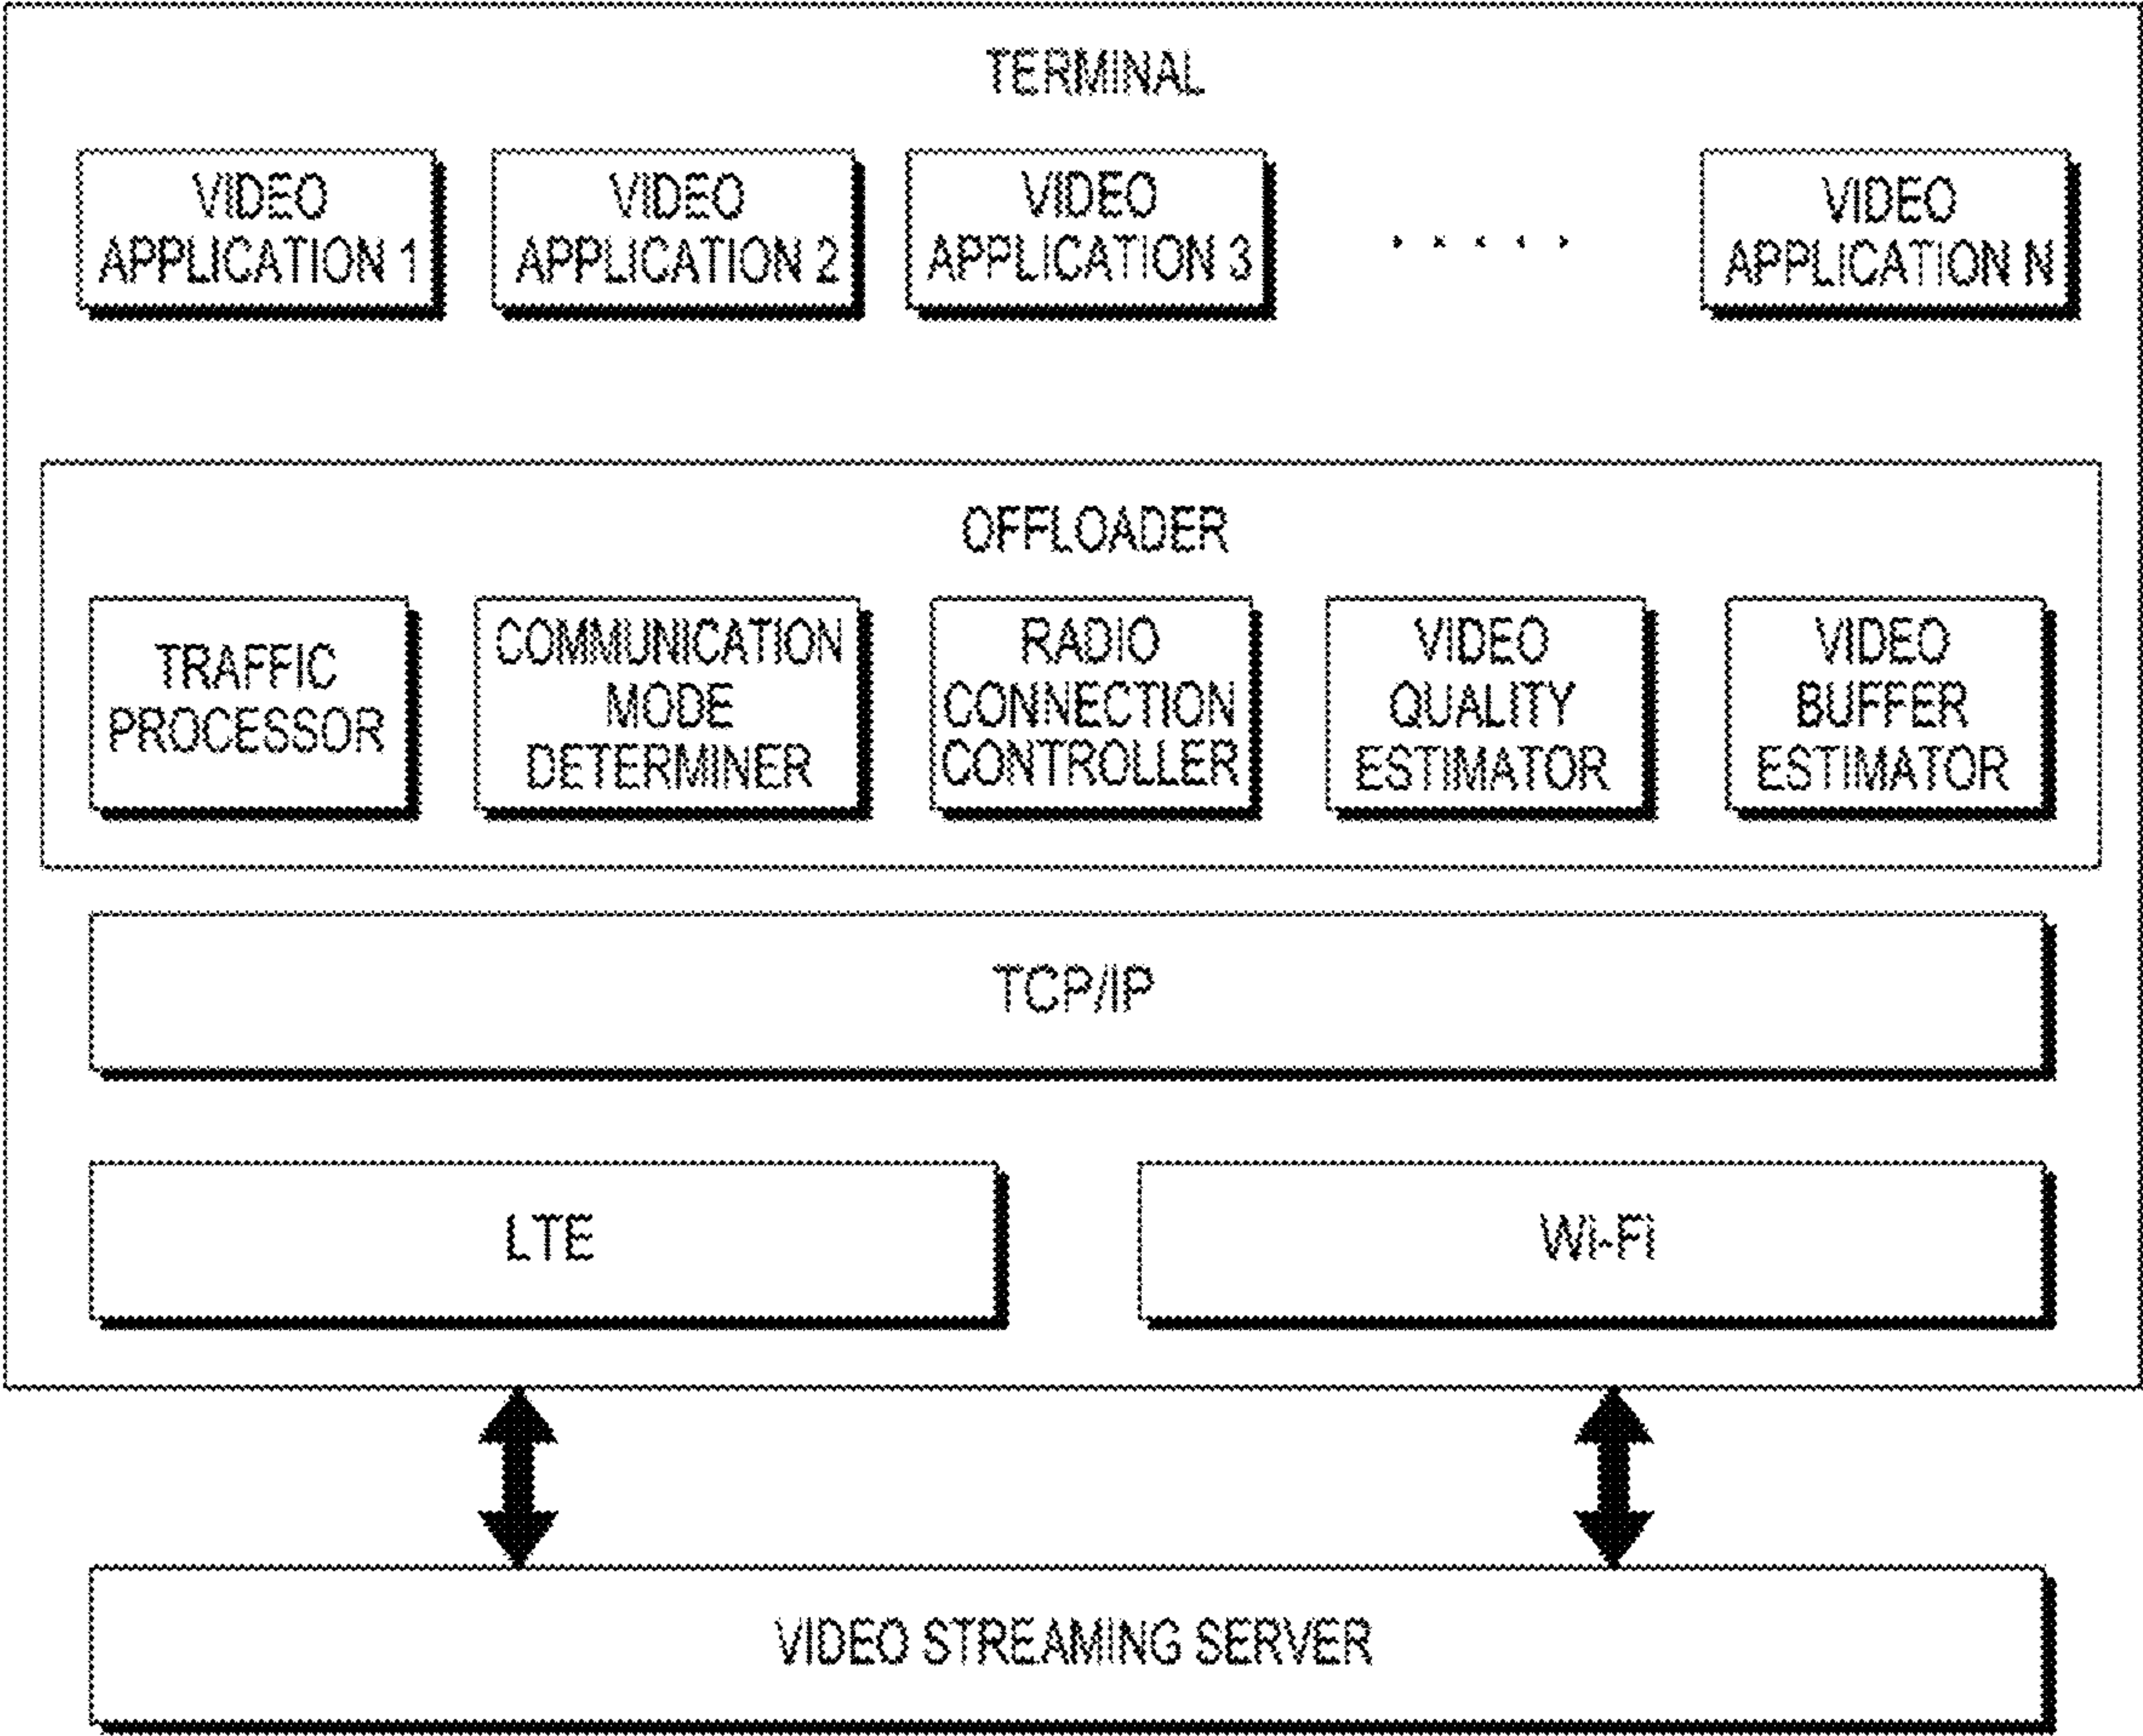 TERMINAL
VIDEO
APPLICATION 1
VIDEO
APPLICATION 2
VIDEO
APPLICATION 3
.....
VIDEO
APPLICATION N
OFFLOADER
TRAFFIC
PROCESSOR
COMMUNICATION
MODE
DETERMINER
RADIO
CONNECTION
CONTROLLER
VIDEO
QUALITY
ESTIMATOR
VIDEO
BUFFER
ESTIMATOR
TCP/IP
LTE
Wi-Fi
VIDEO STREAMING SERVER